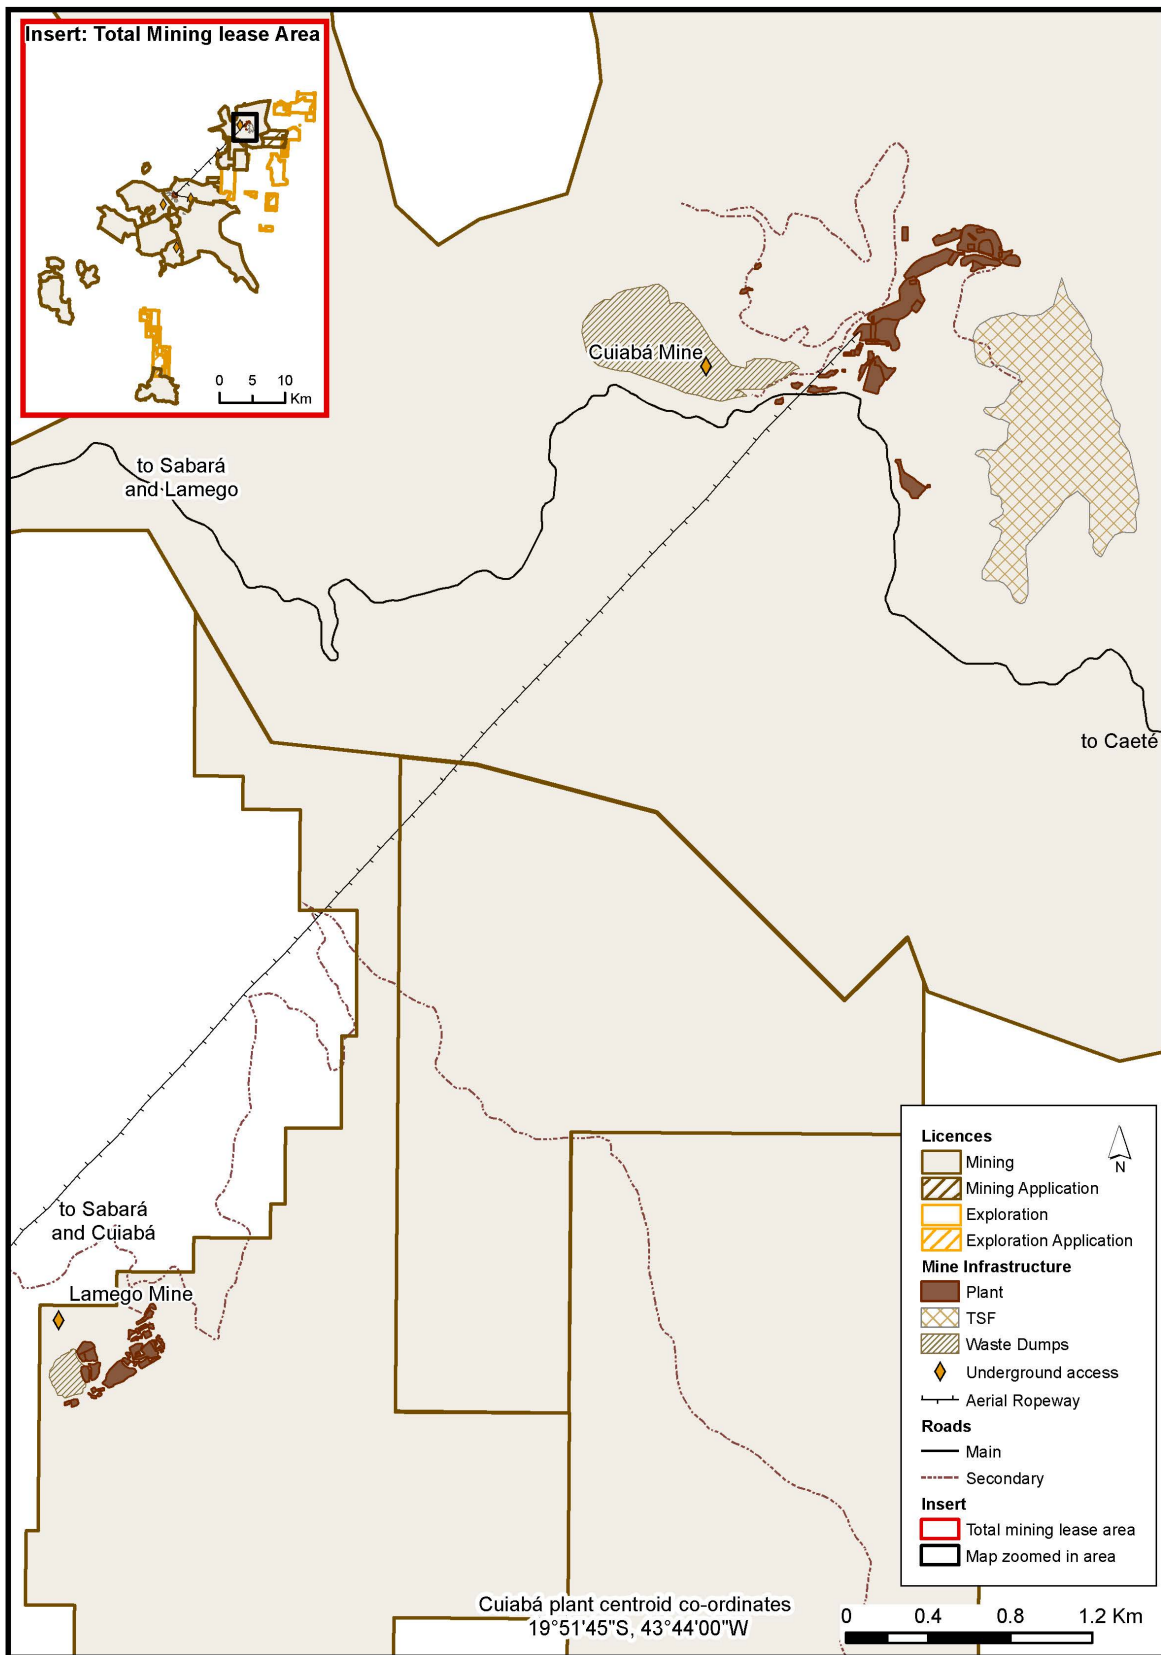 Insert: Total Mining lease Area
0 5 10
Km
Cuiabá Mine
to Sabará
and Lamego
to Caeté
to Sabará
and Cuiabá
Lamego Mine
Cuiabá plant centroid co-ordinates
19°51'45"S, 43°44'00"W
Licences
N
Mining
Mining Application
Exploration
Exploration Application
Mine Infrastructure
Plant
TSF
Waste Dumps
Underground access
Aerial Ropeway
Roads
Main
Secondary
Insert
Total mining lease area
Map zoomed in area
0 0.4 0.8 1.2 Km